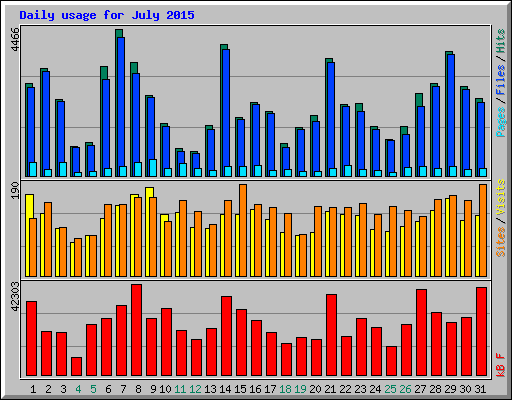 Daily usage for July 2015
4466
Pages / Files / Hits
190
Sites / Visits
42303
kB F
1 2 3 4 5 6 7 8 9 10 11 12 13 14 15 16 17 18 19 20 21 22 23 24 25 26 27 28 29 30 31